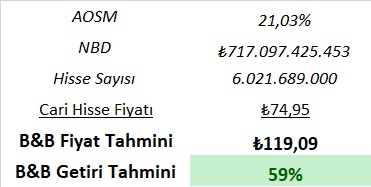 AOSM 21,03%
NBD ₺717.097.425.453
Hisse Sayısı 6.021.689.000
Cari Hisse Fiyatı ₺74,95
B&B Fiyat Tahmini ₺119,09
B&B Getiri Tahmini 59%